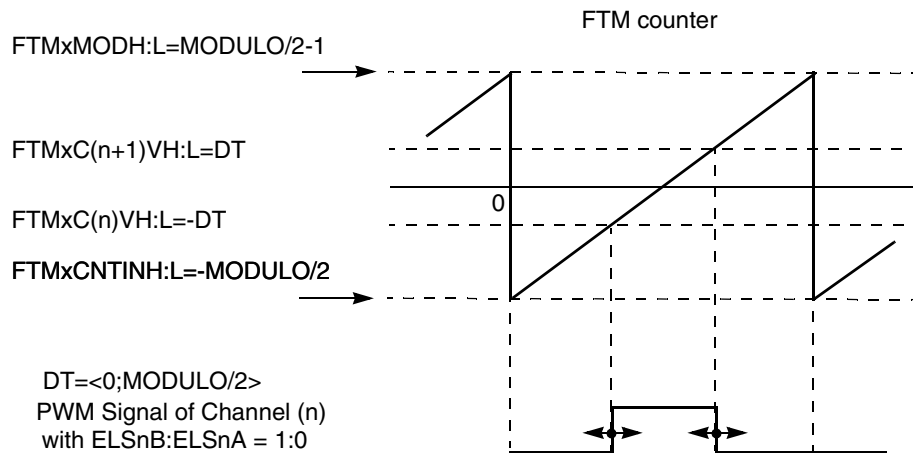 FTM counter
FTMxMODH:L=MODULO/2-1
FTMxC(n+1)VH:L=DT
0
FTMxC(n)VH:L=-DT
FTMxCNTINH:L=-MODULO/2
DT=<0;MODULO/2>
PWM Signal of Channel (n)
with ELSnB:ELSnA = 1:0